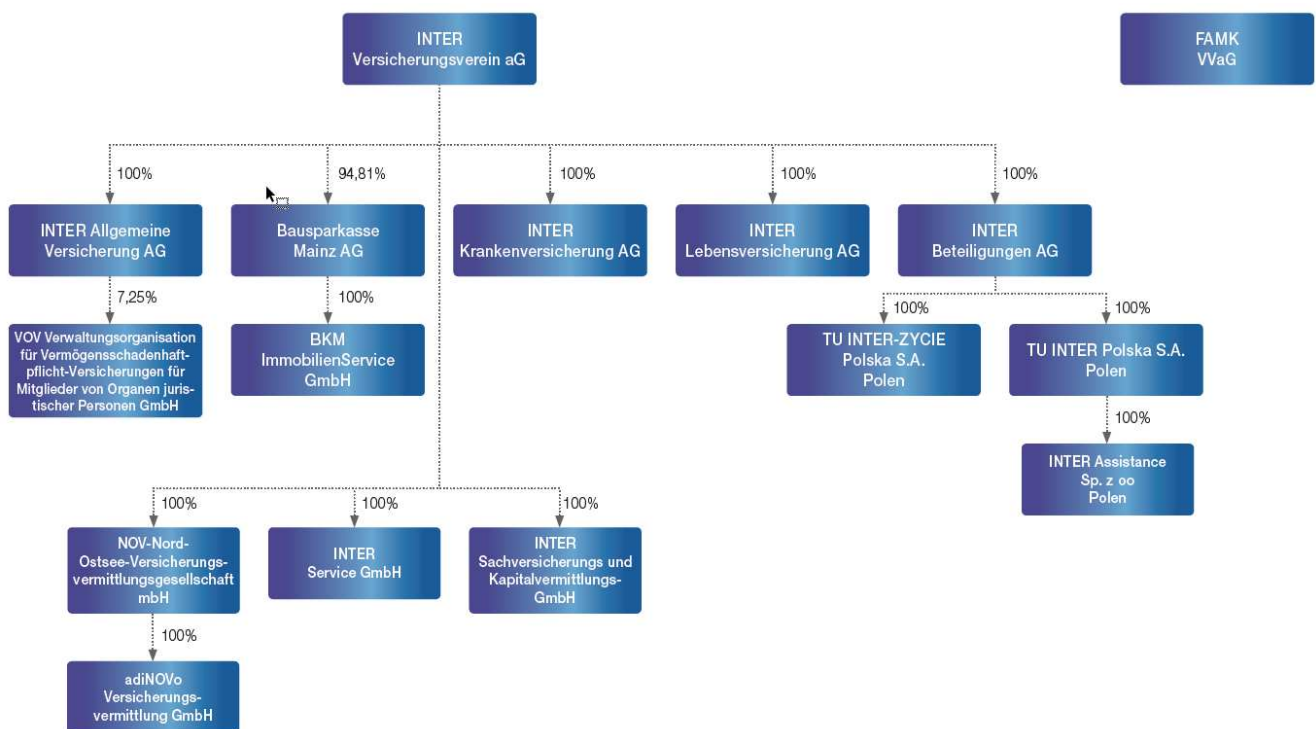 INTER
Versicherungsverein aG
FAMK
VVaG
100%
94,81%
100%
100%
100%
INTER Allgemeine
Versicherung AG
Bausparkasse
Mainz AG
INTER
Krankenversicherung AG
INTER
Lebensversicherung AG
INTER
Beteiligungen AG
7,25%
100%
100%
100%
VOV Verwaltungsorganisation
für Vermögensschadenhaft-
pflicht-Versicherungen für
Mitglieder von Organen juris-
tischer Personen GmbH
BKM
ImmobilienService
GmbH
TU INTER-ZYCIE
Polska S.A.
Polen
TU INTER Polska S.A.
Polen
100%
INTER Assistance
Sp. z oo
Polen
100%
100%
100%
NOV-Nord-
Ostsee-Versicherungs-
vermittlungsgesellschaft
mbH
INTER
Service GmbH
INTER
Sachversicherungs und
Kapitalvermittlungs-
GmbH
100%
adiNOVo
Versicherungs-
vermittlung GmbH